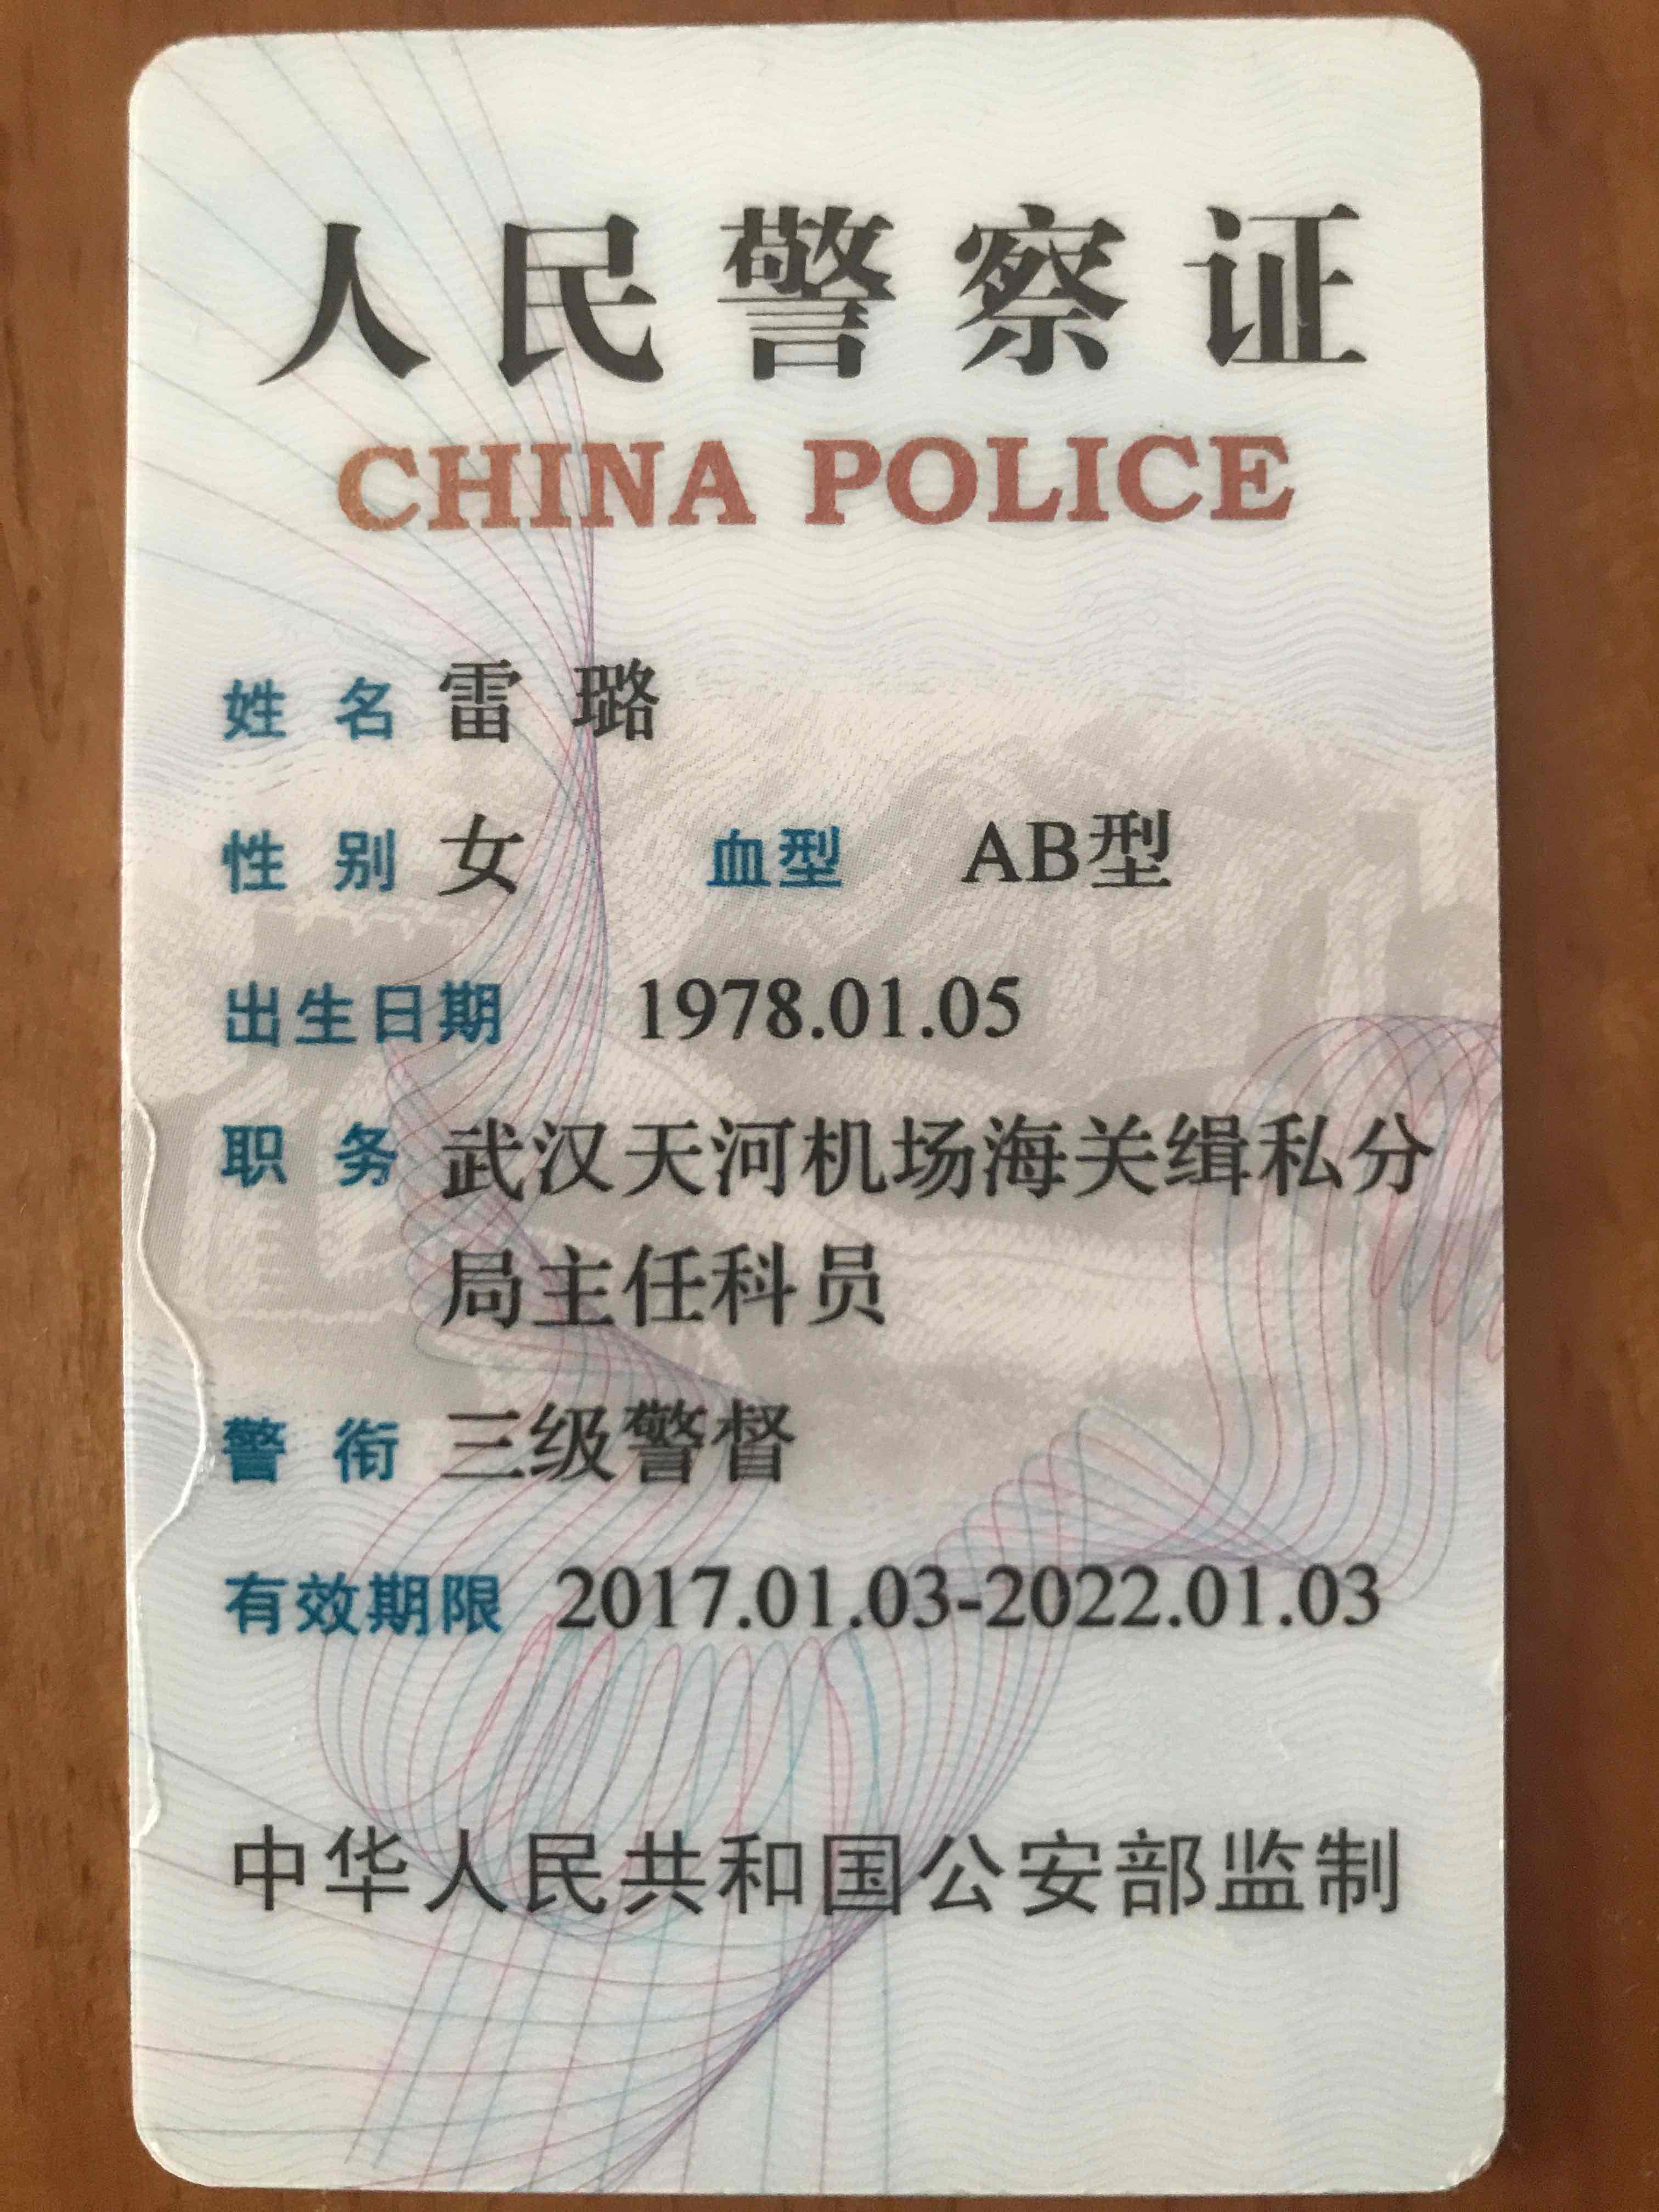 人民警察证
CHINA POLICE
姓 名 雷 璐
性 别 女 血型 AB型
出生日期 1978.01.05
职 务 武汉天河机场海关缉私分
局主任科员
警 衔 三级警督
有效期限 2017.01.03-2022.01.03
中华人民共和国公安部监制